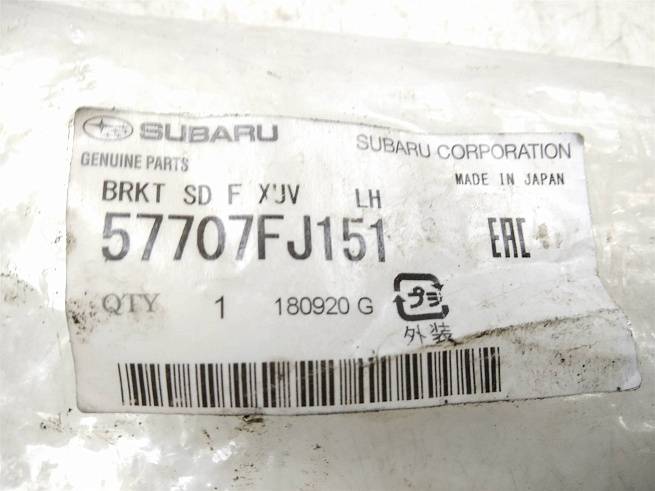 SUBARU
SUBARU CORPORATION
GENUINE PARTS
MADE IN JAPAN
BRKT SD F X'JV LH
57707FJ151
EAC
QTY 1 180920 G
プラ
外装